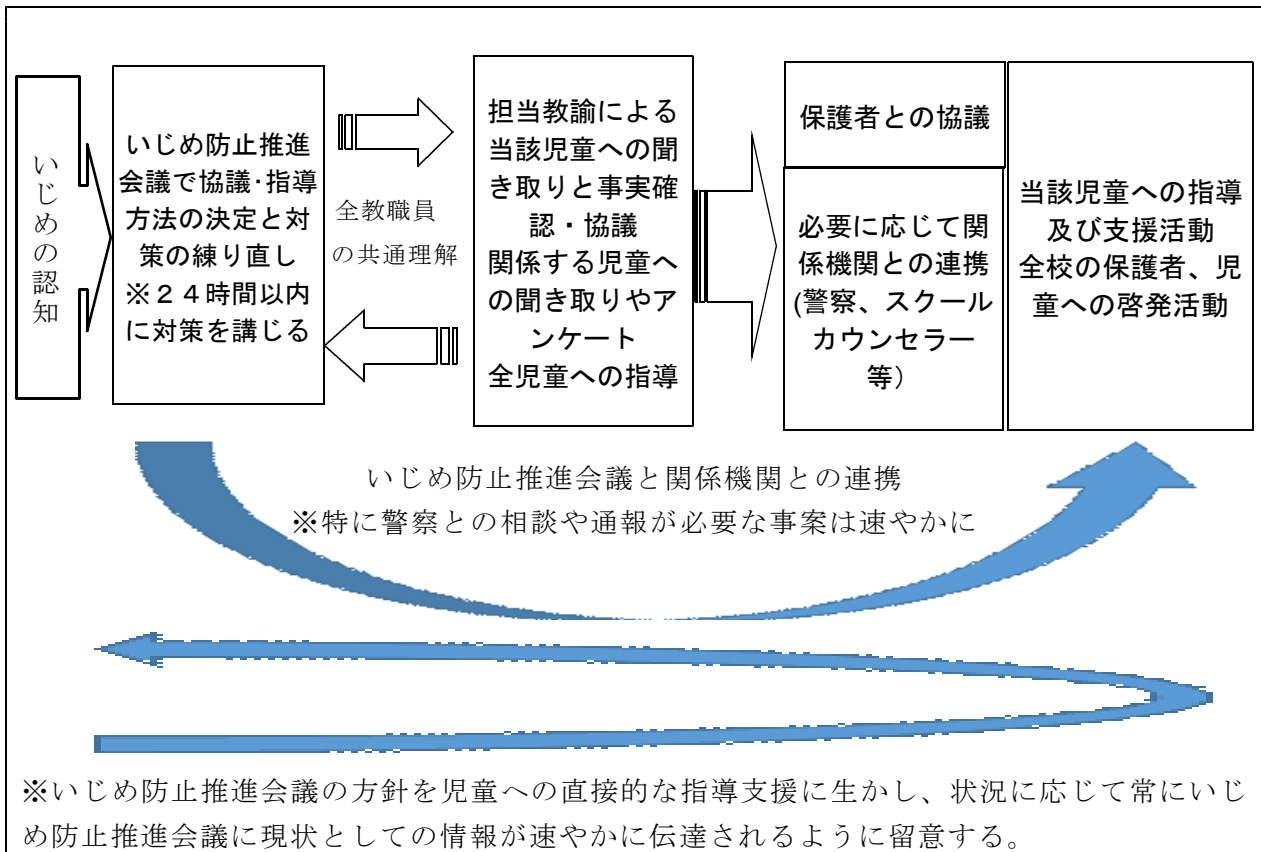 いじめの認知
いじめ防止推進
会議で協議･指導
方法の決定と対
策の練り直し
※２４時間以内
に対策を講じる
全教職員
の共通理解
担当教諭による
当該児童への聞
き取りと事実確
認・協議
関係する児童へ
の聞き取りやア
ンケート
全児童への指導
保護者との協議
必要に応じて関
係機関との連携
(警察、スクール
カウンセラー
等）
当該児童への指導
及び支援活動
全校の保護者、児
童への啓発活動
いじめ防止推進会議と関係機関との連携
※特に警察との相談や通報が必要な事案は速やかに
※いじめ防止推進会議の方針を児童への直接的な指導支援に生かし、状況に応じて常にいじ
め防止推進会議に現状としての情報が速やかに伝達されるように留意する。